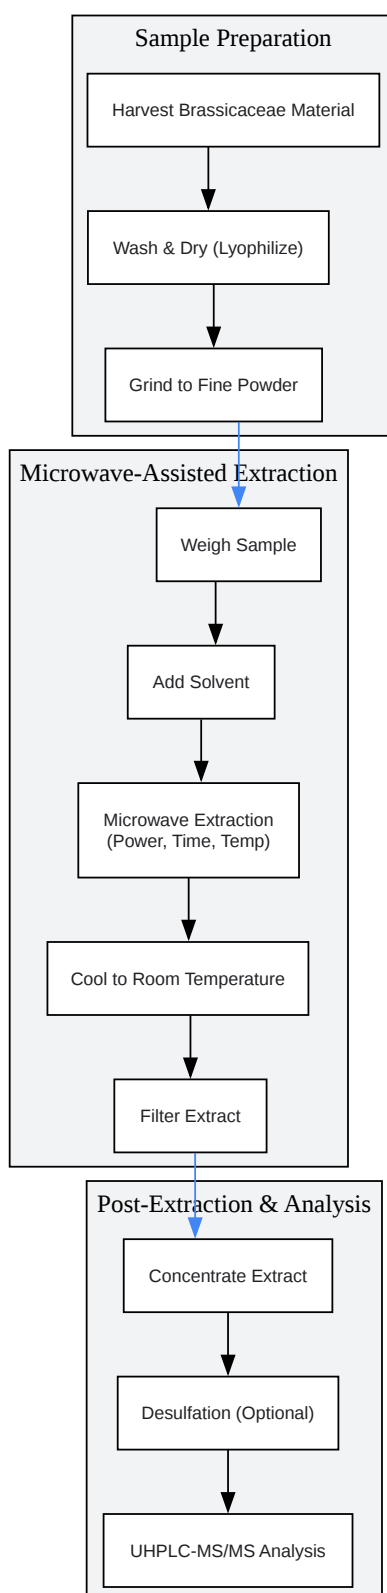 Sample Preparation
Harvest Brassicaceae Material
Wash & Dry (Lyophilize)
Grind to Fine Powder
Microwave-Assisted Extraction
Weigh Sample
Add Solvent
Microwave Extraction
(Power, Time, Temp)
Cool to Room Temperature
Filter Extract
Post-Extraction & Analysis
Concentrate Extract
Desulfation (Optional)
UHPLC-MS/MS Analysis